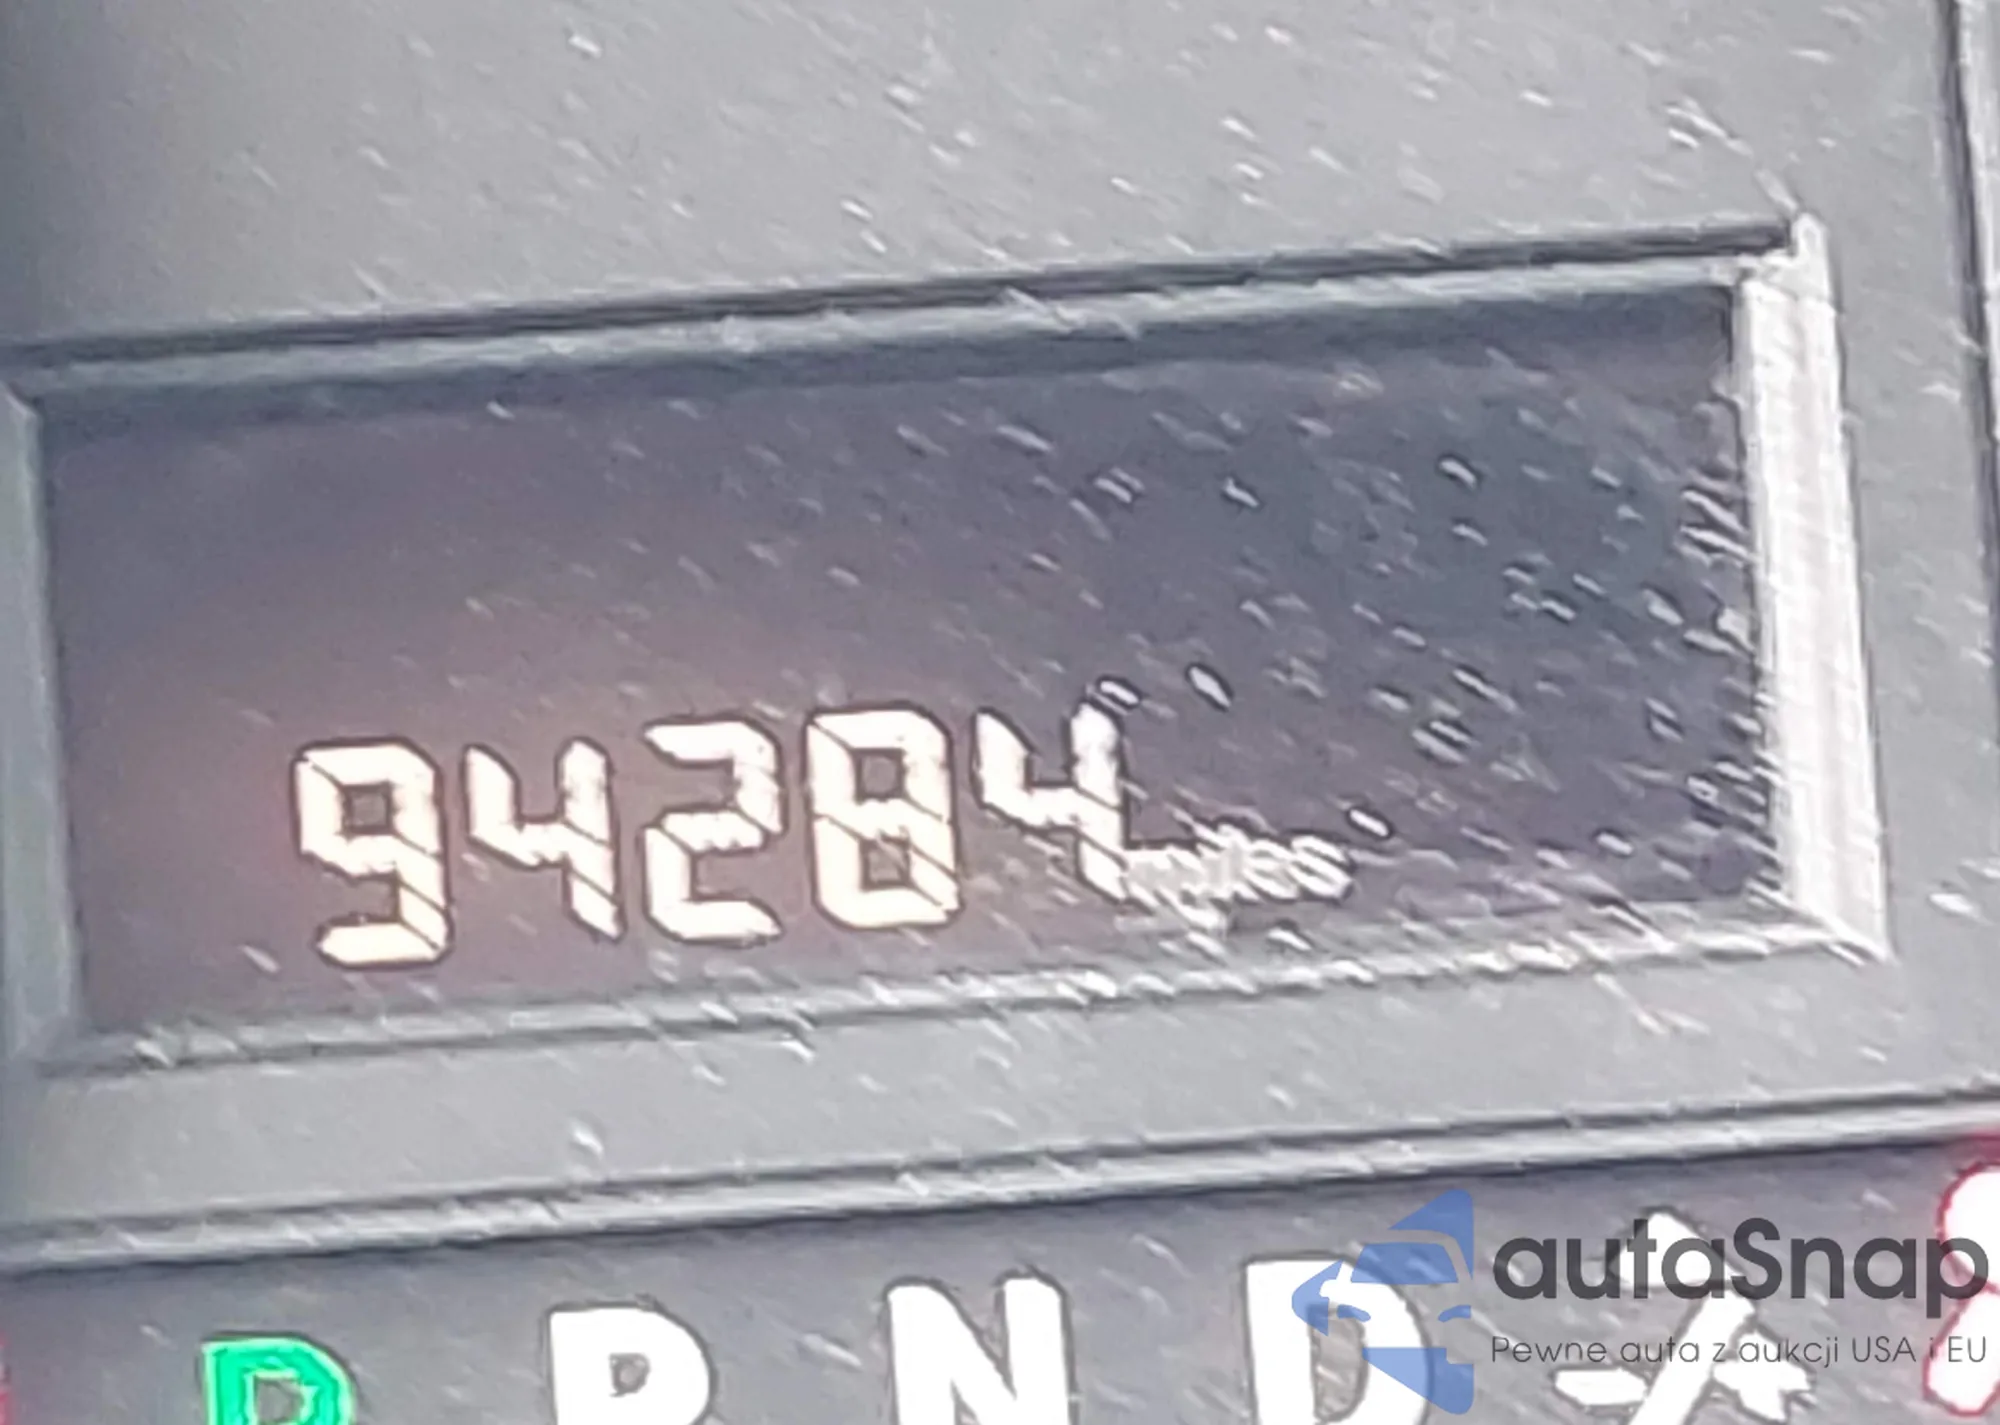 94284 miles
P R N D
autaSnap
Pewne auta z aukcji USA i EU